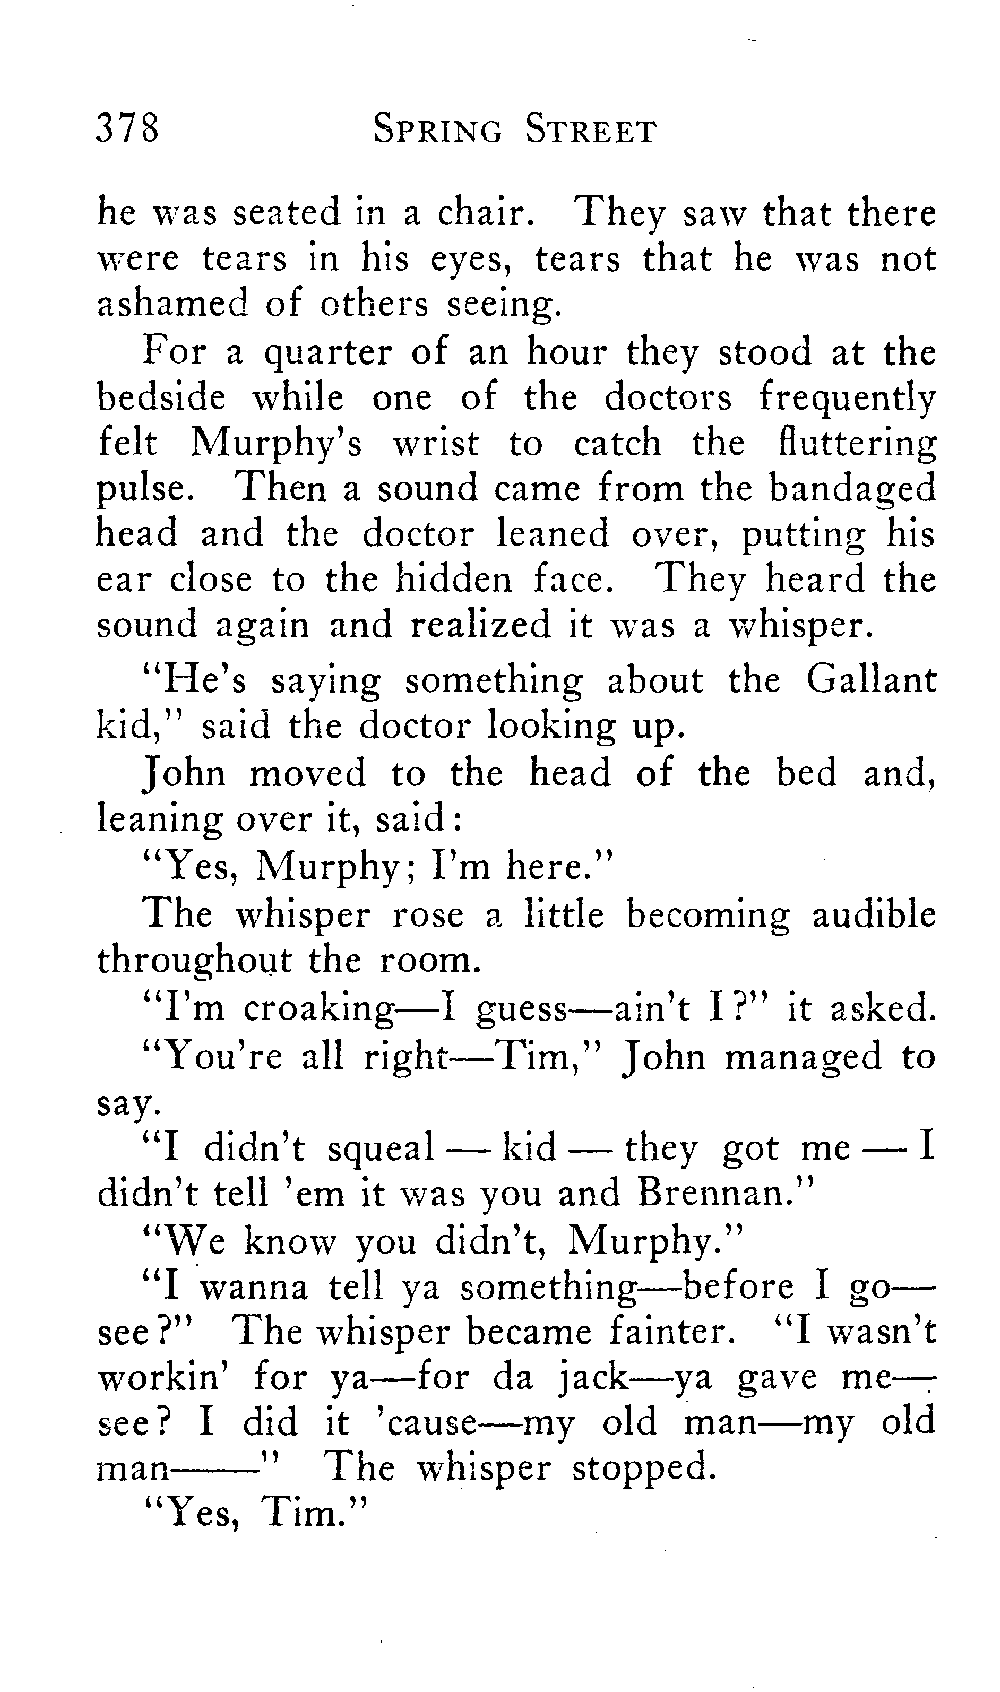 378 SPRING STREET
he was seated in a chair. They saw that there
were tears in his eyes, tears that he was not
ashamed of others seeing.
For a quarter of an hour they stood at the
bedside while one of the doctors frequently
felt Murphy's wrist to catch the fluttering
pulse. Then a sound came from the bandaged
head and the doctor leaned over, putting his
ear close to the hidden face. They heard the
sound again and realized it was a whisper.
"He's saying something about the Gallant
kid," said the doctor looking up.
John moved to the head of the bed and,
leaning over it, said:
"Yes, Murphy; I'm here."
The whisper rose a little becoming audible
throughout the room.
"I'm croaking—I guess—ain't I?" it asked.
"You're all right—Tim," John managed to
say.
"I didn't squeal — kid — they got me — I
didn't tell 'em it was you and Brennan."
"We know you didn't, Murphy."
"I wanna tell ya something—before I go—
see?" The whisper became fainter. "I wasn't
workin' for ya—for da jack—ya gave me—
see? I did it 'cause—my old man—my old
man——" The whisper stopped.
"Yes, Tim."